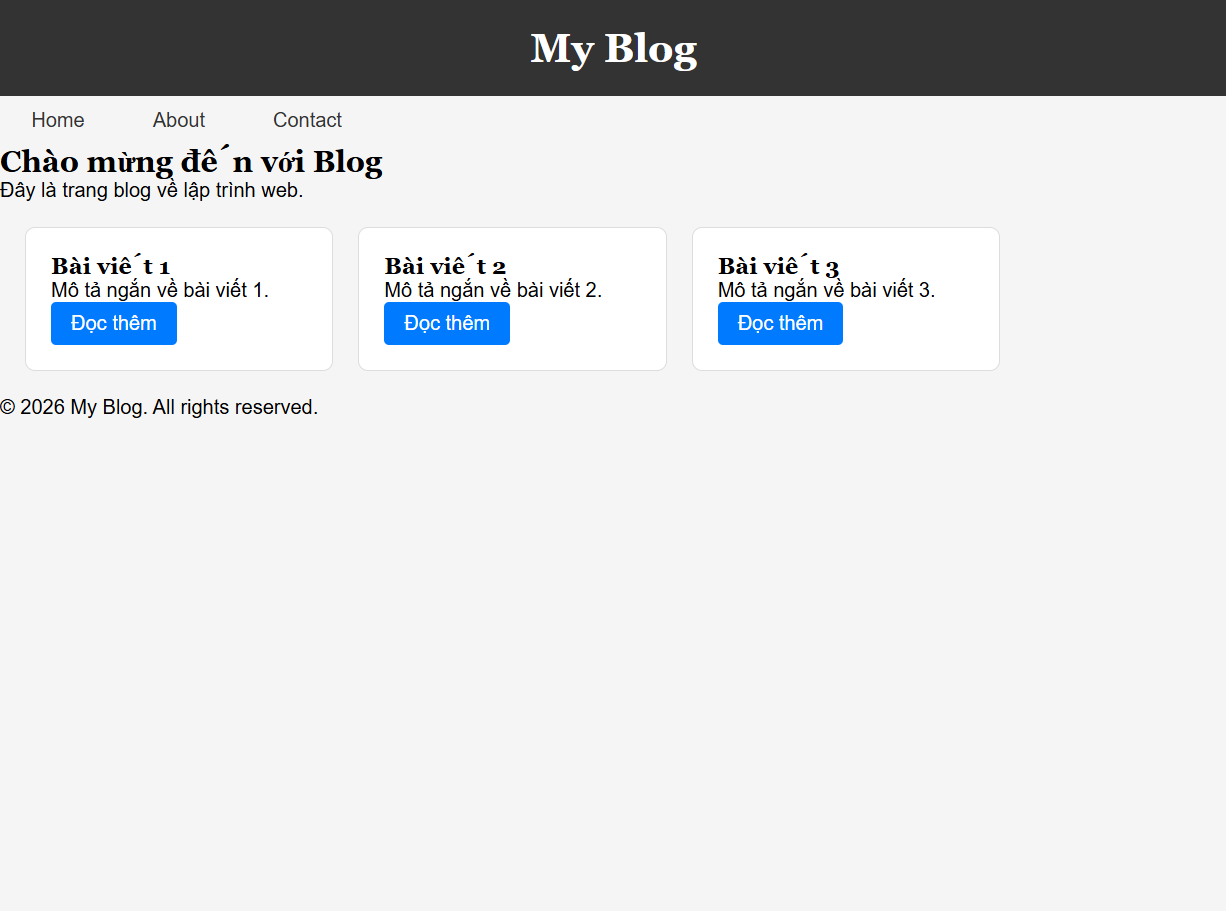 My Blog
Home About Contact
Chào mừng đến với Blog
Đây là trang blog về lập trình web.
Bài viết 1
Mô tả ngắn về bài viết 1.
Đọc thêm
Bài viết 2
Mô tả ngắn về bài viết 2.
Đọc thêm
Bài viết 3
Mô tả ngắn về bài viết 3.
Đọc thêm
© 2026 My Blog. All rights reserved.